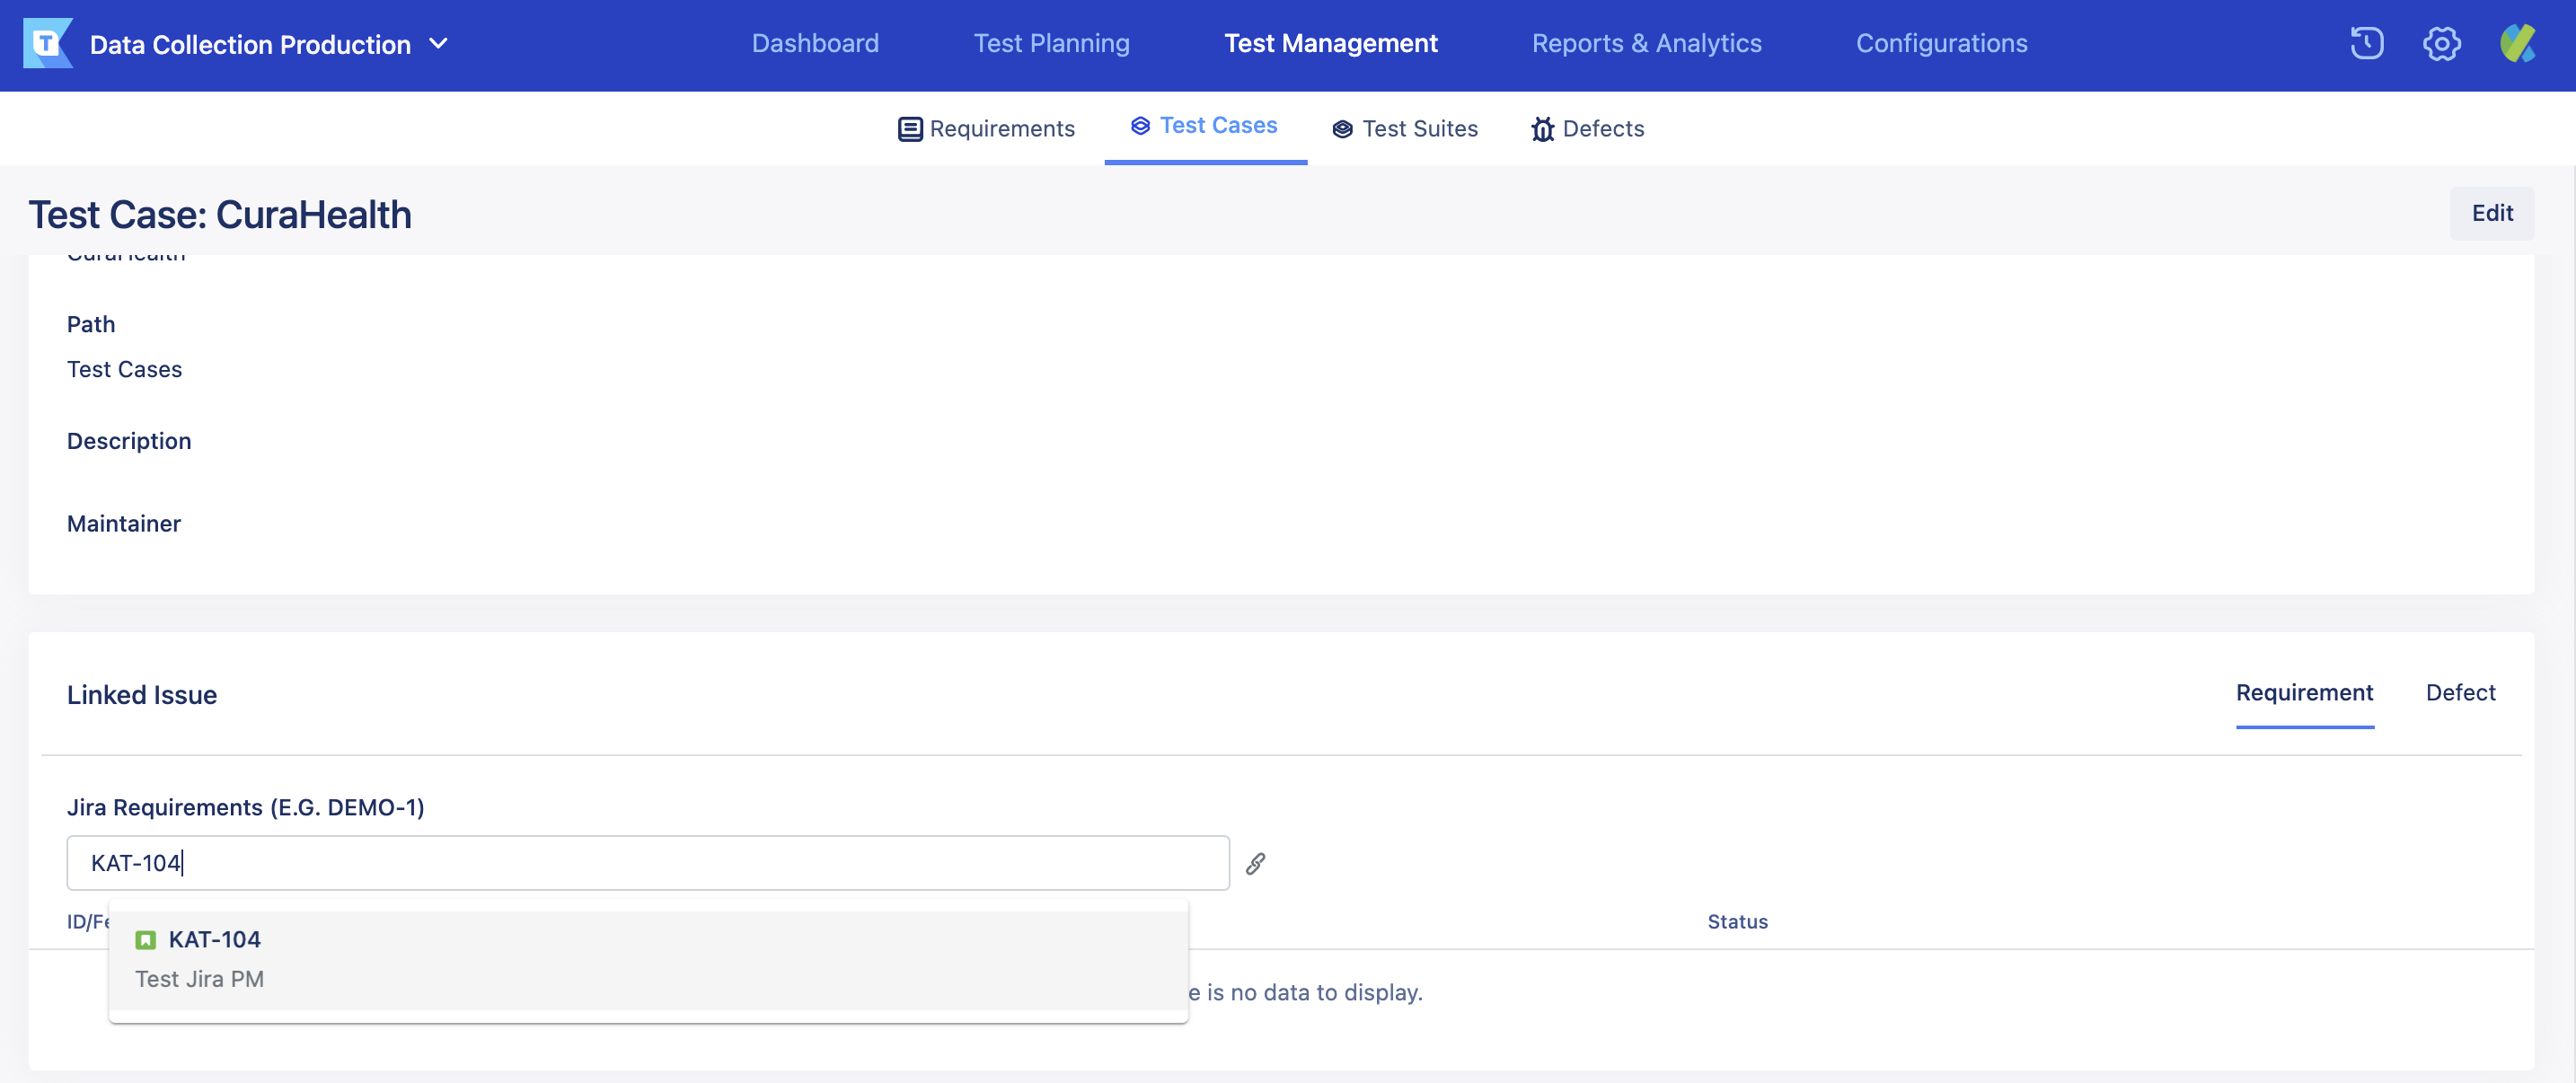 Data Collection Production
Dashboard
Test Planning
Test Management
Reports & Analytics
Configurations
Requirements
Test Cases
Test Suites
Defects
Test Case: CuraHealth
Edit
CuraHealth
Path
Test Cases
Description
Maintainer
Linked Issue
Requirement
Defect
Jira Requirements (E.G. DEMO-1)
KAT-104
ID/Fe
Status
KAT-104
Test Jira PM
e is no data to display.